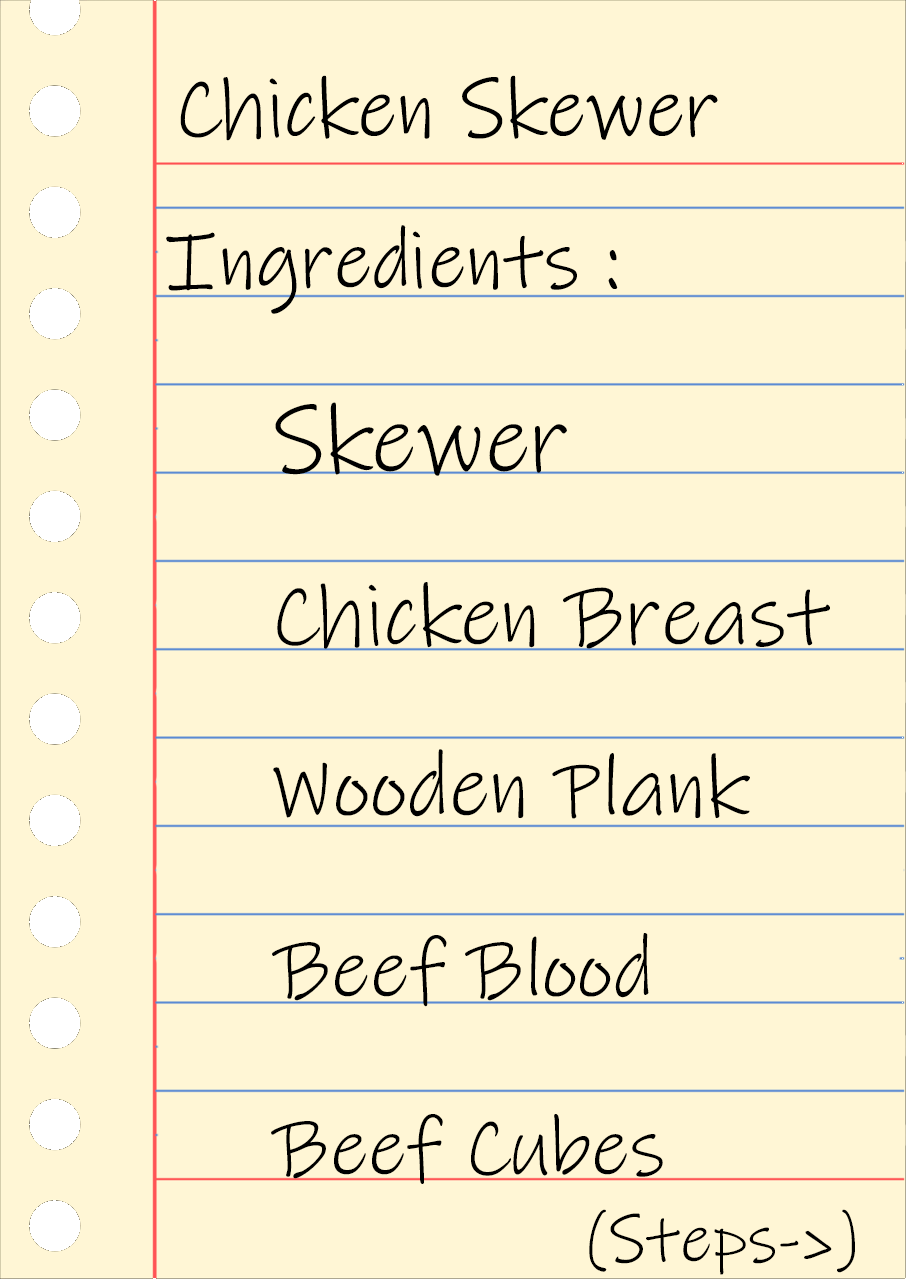 Chicken Skewer
Ingredients :
Skewer
Chicken Breast
Wooden Plank
Beef Blood
Beef Cubes
(Steps->)